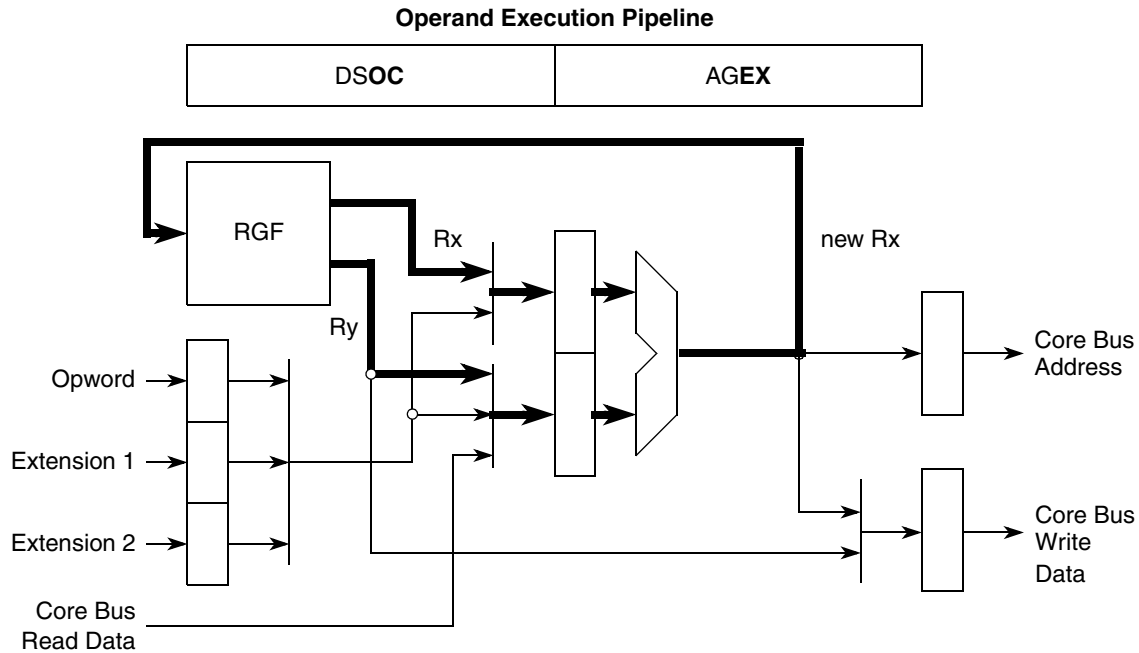 Operand Execution Pipeline
DSOC
AGEX
RGF
Rx
new Rx
Ry
Core Bus
Address
Opword
Extension 1
Extension 2
Core Bus
Write
Data
Core Bus
Read Data